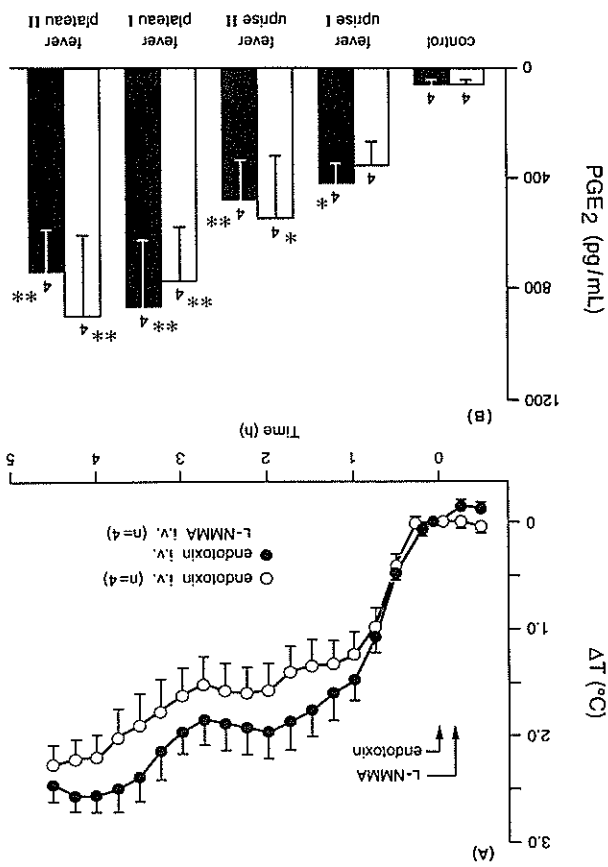 (A)
3.0
L-NMMA
endotoxin
2.0
ΔT (°C)
1.0
○ endotoxin i.v. (n=4)
● endotoxin i.v.
L-NMMA i.v. (n=4)
0
0 1 2 3 4 5
Time (h)
(B)
1200
800
PGE₂ (pg/mL)
400
0
4 4
4 4 *
* 4 4 **
** 4 4 **
** 4 4 **
control
fever
uprise I
fever
uprise II
fever
plateau I
fever
plateau II